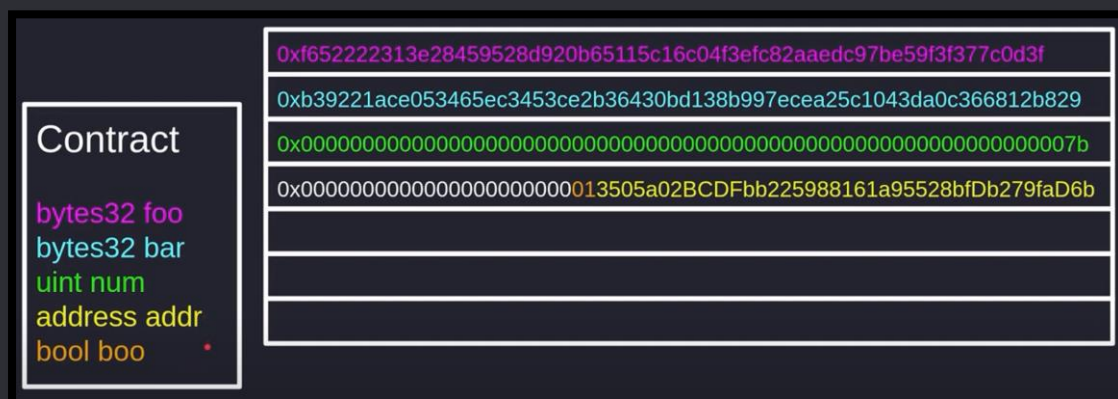 Contract
bytes32 foo
bytes32 bar
uint num
address addr
bool boo
0xf652222313e28459528d920b65115c16c04f3efc82aaedc97be59f3f377c0d3f
0xb39221ace053465ec3453ce2b36430bd138b997ecea25c1043da0c366812b829
0x000000000000000000000000000000000000000000000000000000000000007b
0x0000000000000000000000013505a02BCDFbb225988161a95528bfDb279faD6b